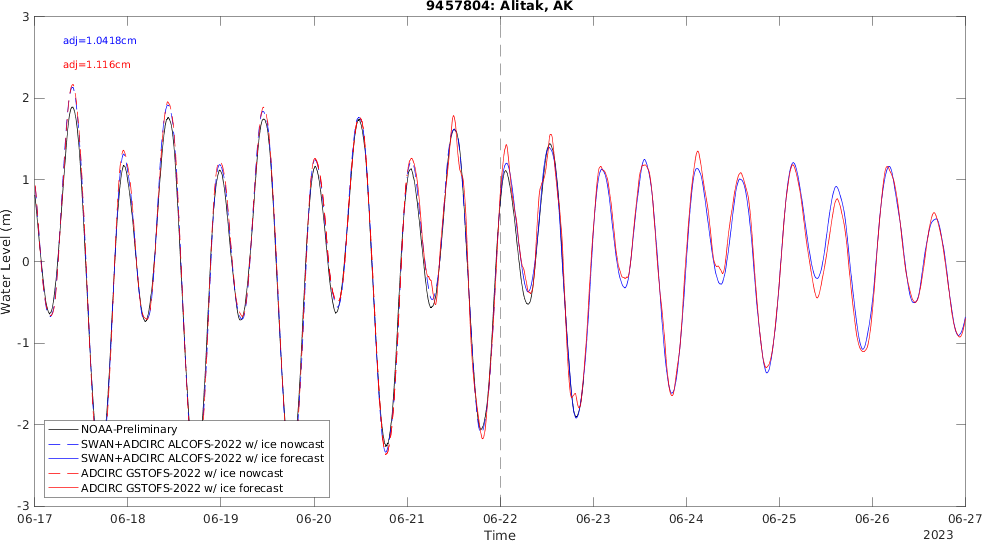 9457804: Alitak, AK
adj=1.0418cm
adj=1.116cm
3
2
1
0
-1
-2
-3
Water Level (m)
NOAA-Preliminary
SWAN+ADCIRC ALCOFS-2022 w/ ice nowcast
SWAN+ADCIRC ALCOFS-2022 w/ ice forecast
ADCIRC GSTOFS-2022 w/ ice nowcast
ADCIRC GSTOFS-2022 w/ ice forecast
06-17 06-18 06-19 06-20 06-21 06-22 06-23 06-24 06-25 06-26 06-27
Time
2023